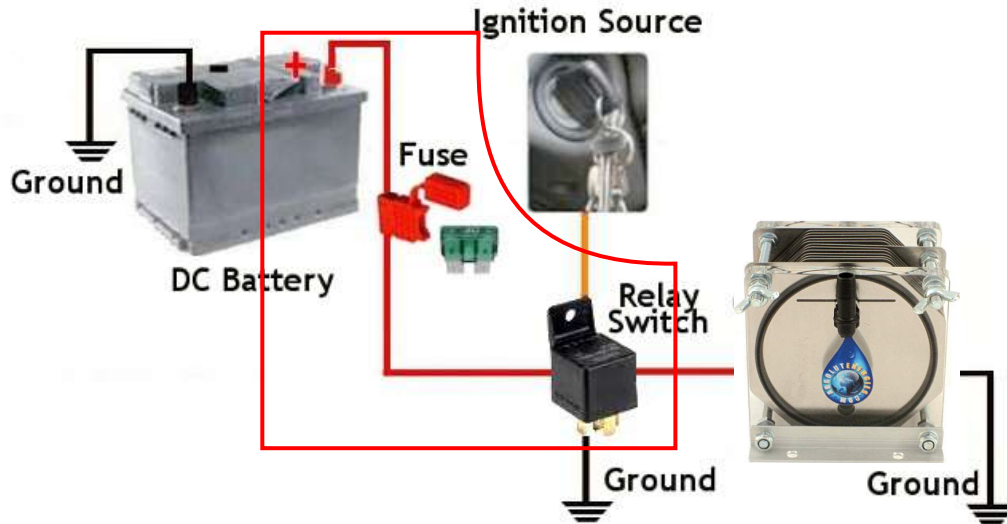 Ignition Source
+
-
Fuse
Ground
DC Battery
Relay
Switch
Ground
Ground